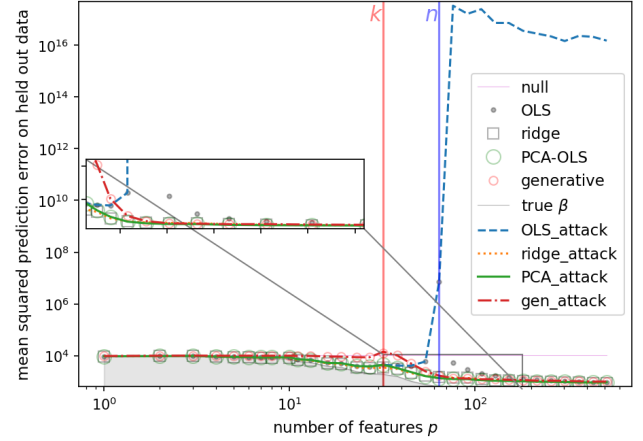 k n
mean squared prediction error on held out data
10^16
10^14
10^12
10^10
10^8
10^6
10^4
null
OLS
ridge
PCA-OLS
generative
true β
OLS_attack
ridge_attack
PCA_attack
gen_attack
10^0 10^1 10^2
number of features p